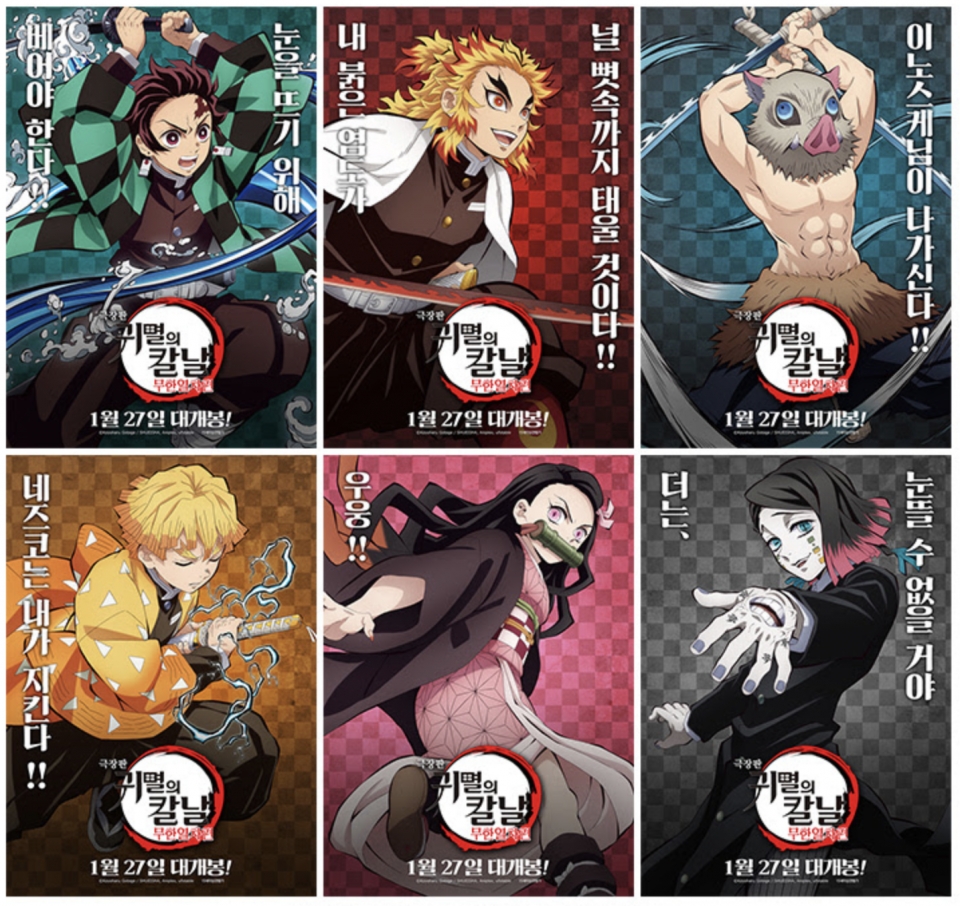 눈을 뜨기 위해
베어야 한다!!
극장판
귀멸의
칼날
무한열차편
1월 27일 대개봉!
내 붉은 염도가
널 뼛속까지 태울 것이다!!
극장판
귀멸의
칼날
무한열차편
1월 27일 대개봉!
이노스케님이 나가신다!!
극장판
귀멸의
칼날
무한열차편
1월 27일 대개봉!
네즈코는 내가 지킨다!!
극장판
귀멸의
칼날
무한열차편
1월 27일 대개봉!
우웅!!
극장판
귀멸의
칼날
무한열차편
1월 27일 대개봉!
더는,
눈뜰 수 없을 거야
극장판
귀멸의
칼날
무한열차편
1월 27일 대개봉!